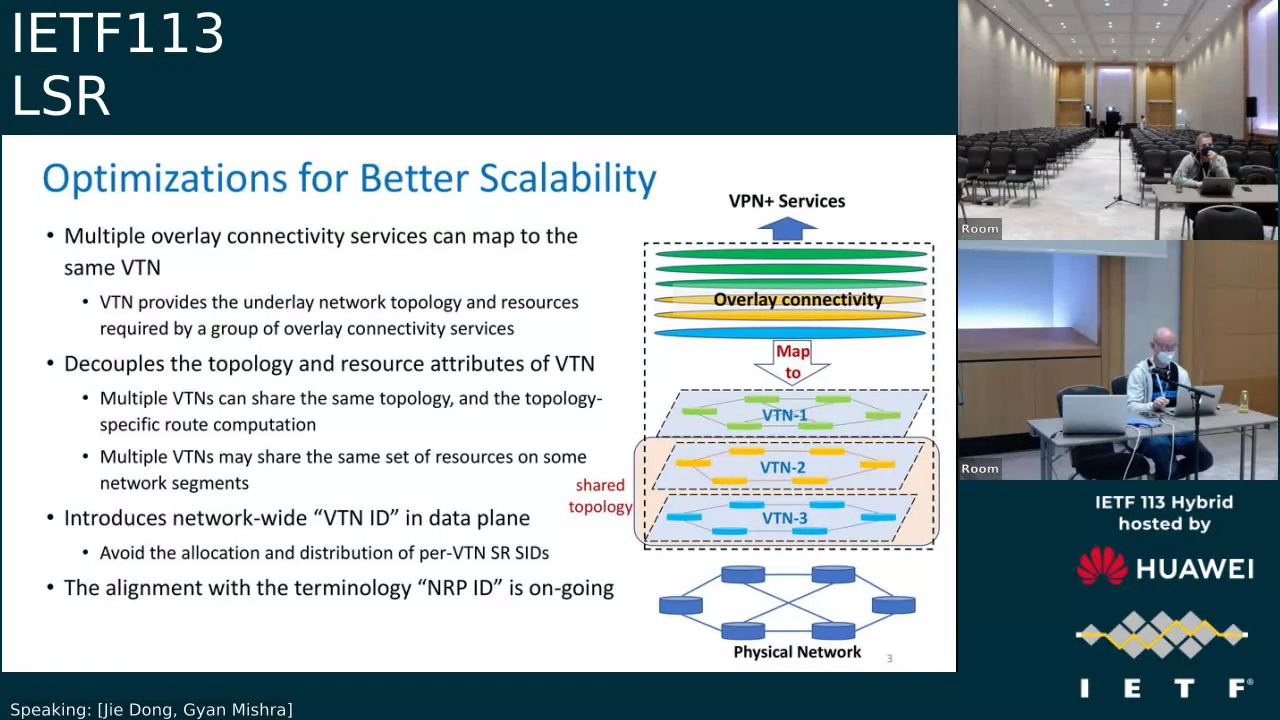 IETF113
LSR
Optimizations for Better Scalability
• Multiple overlay connectivity services can map to the
same VTN
• VTN provides the underlay network topology and resources
required by a group of overlay connectivity services
• Decouples the topology and resource attributes of VTN
• Multiple VTNs can share the same topology, and the topology-
specific route computation
• Multiple VTNs may share the same set of resources on some
network segments
• Introduces network-wide “VTN ID” in data plane
• Avoid the allocation and distribution of per-VTN SR SIDs
• The alignment with the terminology “NRP ID” is on-going
VPN+ Services
Overlay connectivity
Map
to
VTN-1
VTN-2
shared
topology
VTN-3
Physical Network
3
Room
Room
IETF 113 Hybrid
hosted by
HUAWEI
I E T F®
Speaking: [Jie Dong, Gyan Mishra]